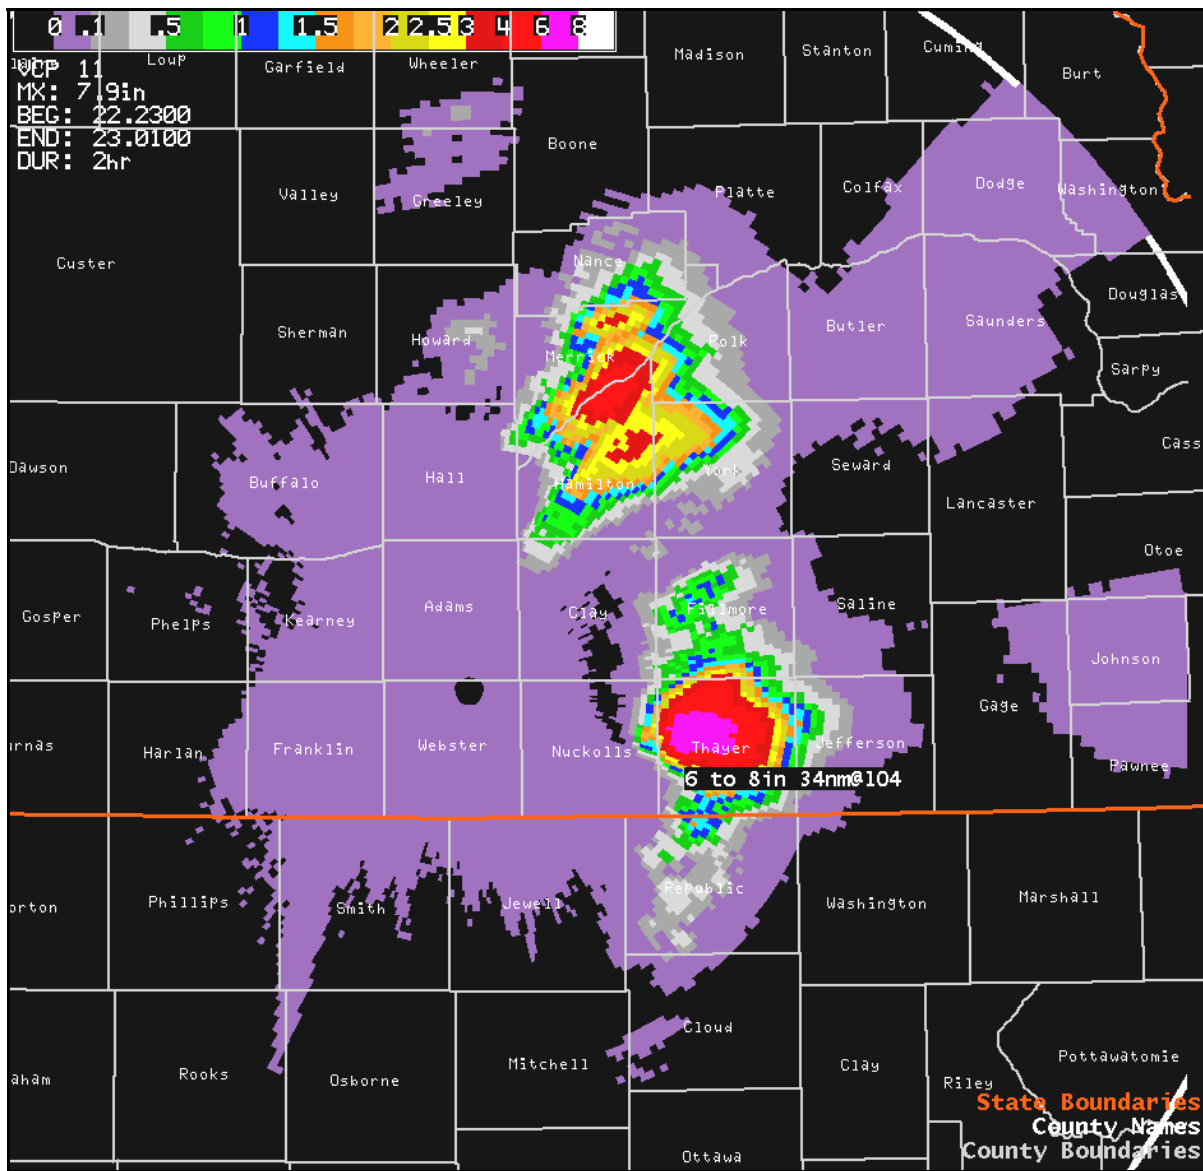 0 .1 .5 1 1.5 2 2.5 3 4 6 8
VCP 11
MX: 7.9in
BEG: 22.2300
END: 23.0100
DUR: 2hr
Loup Garfield Wheeler Madison Stanton Cuming Burt
Valley Greeley Boone Platte Colfax Dodge Washington
Custer Nance Douglas
Sherman Howard Merrick Polk Butler Saunders Sarpy
Dawson Buffalo Hall Hamilton York Seward Lancaster Cass
Otoe
Gosper Phelps Kearney Adams Clay Fillmore Saline Johnson
Gage
urnas Harlan Franklin Webster Nuckolls Thayer Jefferson Pawnee
6 to 8in 34nm@104
orton Phillips Smith Jewell Republic Washington Marshall
aham Rooks Osborne Mitchell Cloud Clay Riley Pottawatomie
Ottawa
State Boundaries
County Names
County Boundaries